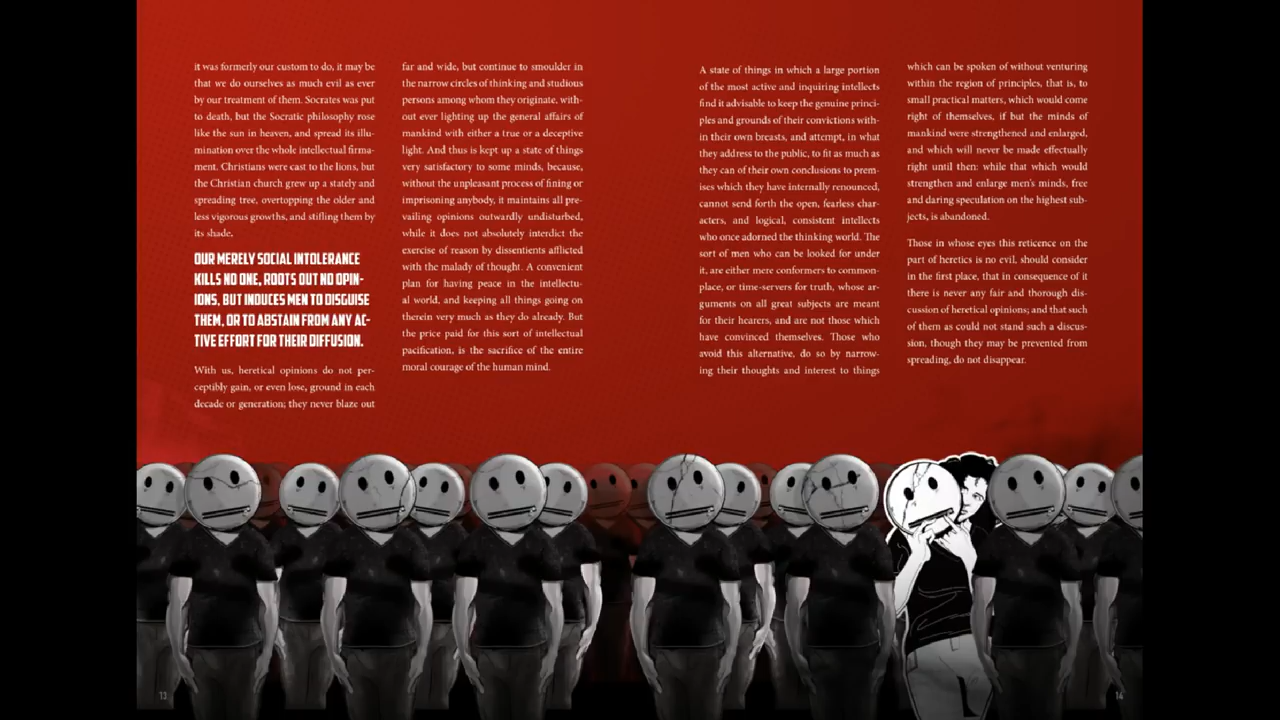 it was formerly our custom to do, it may be
that we do ourselves as much evil as ever
by our treatment of them. Socrates was put
to death, but the Socratic philosophy rose
like the sun in heaven, and spread its illu-
mination over the whole intellectual firma-
ment. Christians were cast to the lions, but
the Christian church grew up a stately and
spreading tree, overtopping the older and
less vigorous growths, and stifling them by
its shade.
OUR MERELY SOCIAL INTOLERANCE
KILLS NO ONE, ROOTS OUT NO OPIN-
IONS, BUT INDUCES MEN TO DISGUISE
THEM, OR TO ABSTAIN FROM ANY AC-
TIVE EFFORT FOR THEIR DIFFUSION.
With us, heretical opinions do not per-
ceptibly gain, or even lose, ground in each
decade or generation; they never blaze out
far and wide, but continue to smoulder in
the narrow circles of thinking and studious
persons among whom they originate, with-
out ever lighting up the general affairs of
mankind with either a true or a deceptive
light. And thus is kept up a state of things
very satisfactory to some minds, because,
without the unpleasant process of fining or
imprisoning anybody, it maintains all pre-
vailing opinions outwardly undisturbed,
while it does not absolutely interdict the
exercise of reason by dissentients afflicted
with the malady of thought. A convenient
plan for having peace in the intellectu-
al world, and keeping all things going on
therein very much as they do already. But
the price paid for this sort of intellectual
pacification, is the sacrifice of the entire
moral courage of the human mind.
A state of things in which a large portion
of the most active and inquiring intellects
find it advisable to keep the genuine princi-
ples and grounds of their convictions with-
in their own breasts, and attempt, in what
they address to the public, to fit as much as
they can of their own conclusions to prem-
ises which they have internally renounced,
cannot send forth the open, fearless char-
acters, and logical, consistent intellects
who once adorned the thinking world. The
sort of men who can be looked for under
it, are either mere conformers to common-
place, or time-servers for truth, whose ar-
guments on all great subjects are meant
for their hearers, and are not those which
have convinced themselves. Those who
avoid this alternative, do so by narrow-
ing their thoughts and interest to things
which can be spoken of without venturing
within the region of principles, that is, to
small practical matters, which would come
right of themselves, if but the minds of
mankind were strengthened and enlarged,
and which will never be made effectually
right until then: while that which would
strengthen and enlarge men's minds, free
and daring speculation on the highest sub-
jects, is abandoned.
Those in whose eyes this reticence on the
part of heretics is no evil, should consider
in the first place, that in consequence of it
there is never any fair and thorough dis-
cussion of heretical opinions; and that such
of them as could not stand such a discus-
sion, though they may be prevented from
spreading, do not disappear.
13
14